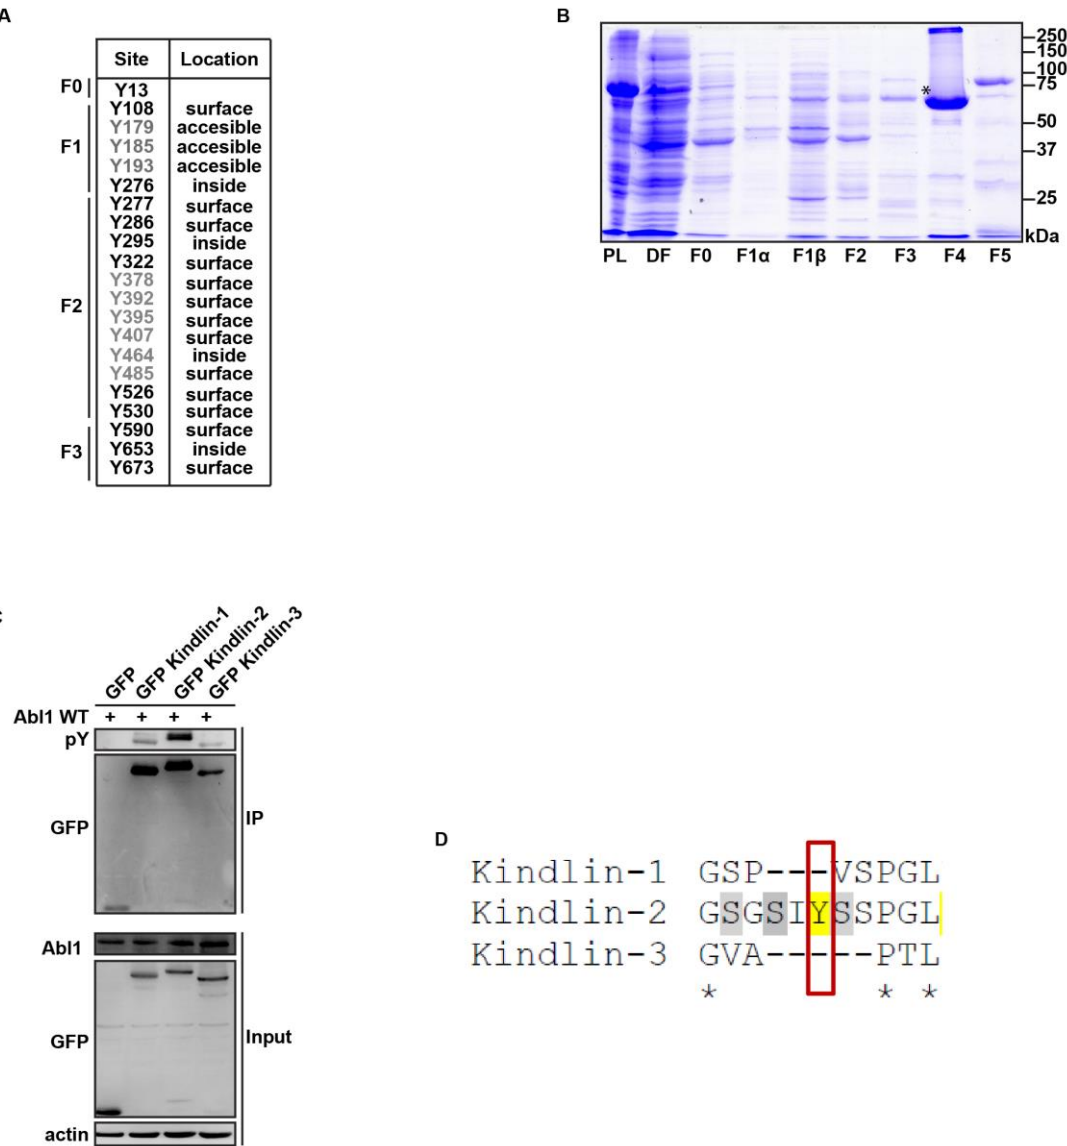 A
Site Location
F0
Y13
Y108 surface
Y179 accesible
Y185 accesible
F1
Y193 accesible
Y276 inside
Y277 surface
Y286 surface
Y295 inside
Y322 surface
Y378 surface
Y392 surface
F2
Y395 surface
Y407 surface
Y464 inside
Y485 surface
Y526 surface
Y530 surface
Y590 surface
F3
Y653 inside
Y673 surface
B
250
150
100
75
50
37
25
kDa
*
PL DF F0 F1α F1β F2 F3 F4 F5
C
GFP
GFP Kindlin-1
GFP Kindlin-2
GFP Kindlin-3
Abl1 WT + + + +
pY
GFP
IP
Abl1
GFP
Input
actin
D
Kindlin-1 GSP---VSPGL
Kindlin-2 GSGSIYSSPGL
Kindlin-3 GVA-----PTL
* * *